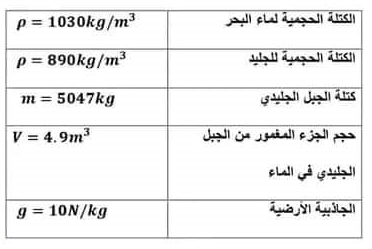 الكتلة الحجمية لماء البحر ρ = 1030kg/m³
الكتلة الحجمية للجليد ρ = 890kg/m³
كتلة الجبل الجليدي m = 5047kg
حجم الجزء المغمور من الجبل V = 4.9m³
الجليدي في الماء
الجاذبية الأرضية g = 10N/kg